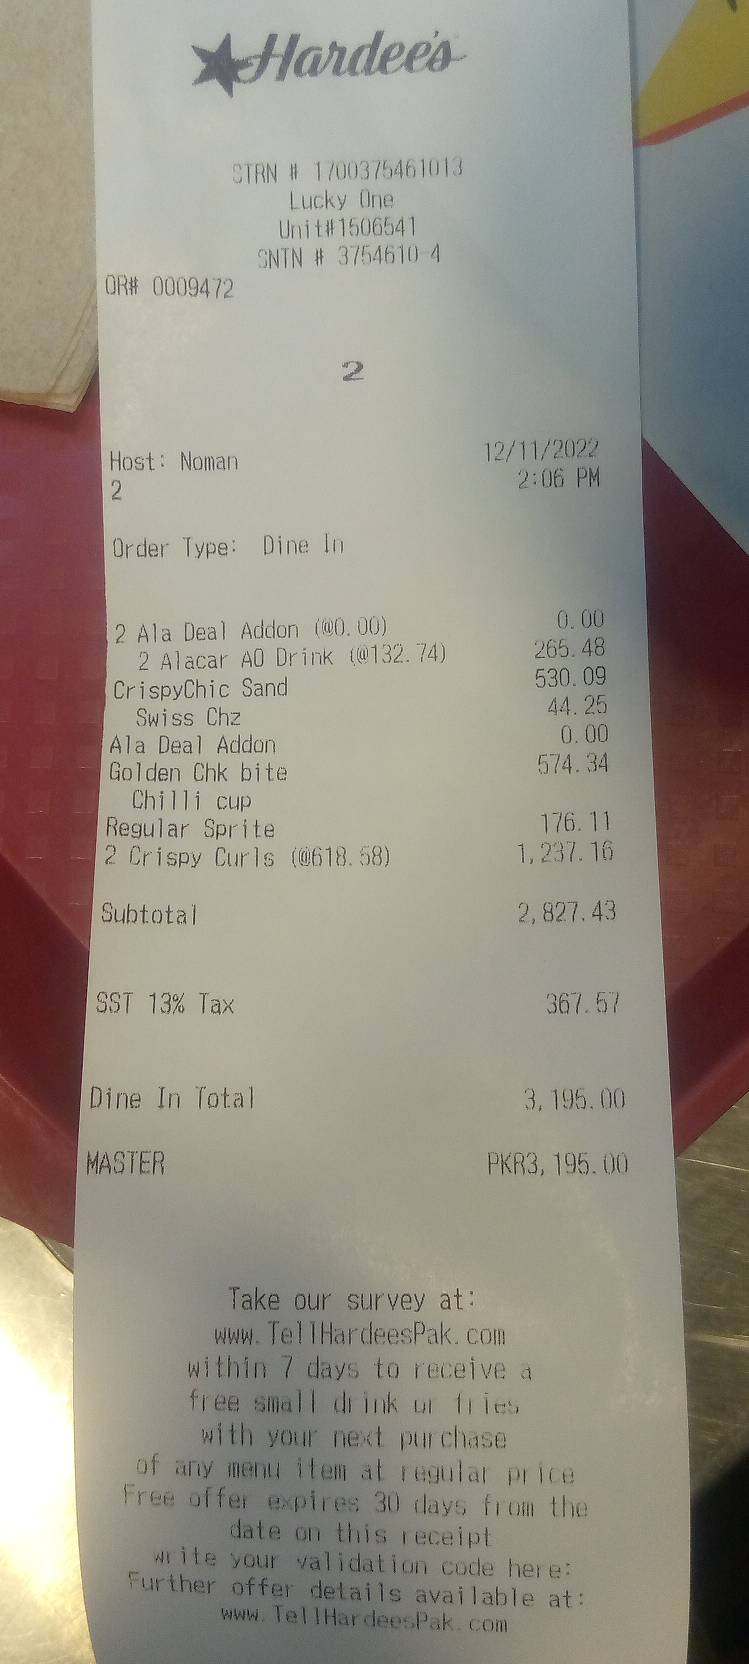 Hardee's
STRN # 1700375461013
Lucky One
Unit#1506541
SNTN # 3754610-4
OR# 0009472
2
Host: Noman 12/11/2022
2 2:06 PM
Order Type: Dine In
2 Ala Deal Addon (@0.00) 0.00
2 Alacar AO Drink (@132.74) 265.48
CrispyChic Sand 530.09
Swiss Chz 44.25
Ala Deal Addon 0.00
Golden Chk bite 574.34
Chilli cup
Regular Sprite 176.11
2 Crispy Curls (@618.58) 1,237.16
Subtotal 2,827.43
SST 13% Tax 367.57
Dine In Total 3,195.00
MASTER PKR3,195.00
Take our survey at:
www.TellHardeesPak.com
within 7 days to receive a
free small drink or fries
with your next purchase
of any menu item at regular price
Free offer expires 30 days from the
date on this receipt
write your validation code here:
Further offer details available at:
www.TellHardeesPak.com